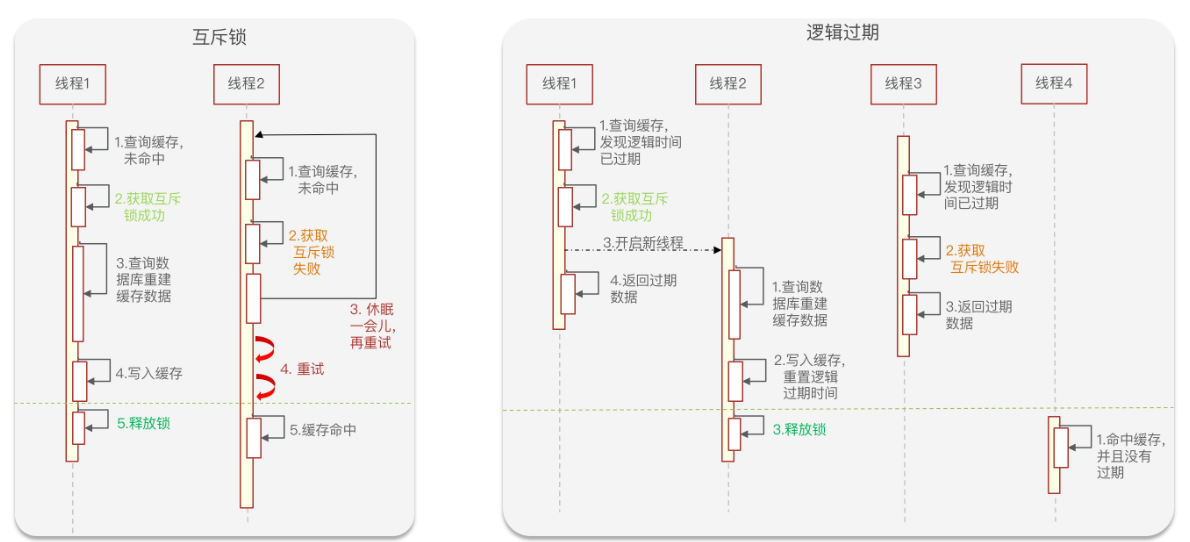 互斥锁
线程1
线程2
1.查询缓存，
未命中
2.获取互斥
锁成功
3.查询数
据库重建
缓存数据
4.写入缓存
5.释放锁
1.查询缓存，
未命中
2.获取
互斥锁
失败
3. 休眠
一会儿，
再重试
4. 重试
5.缓存命中
逻辑过期
线程1
线程2
线程3
线程4
1.查询缓存，
发现逻辑时间
已过期
2.获取互斥
锁成功
3.开启新线程
4.返回过期
数据
1.查询数
据库重建
缓存数据
2.写入缓存，
重置逻辑
过期时间
3.释放锁
1.查询缓存，
发现逻辑时
间已过期
2.获取
互斥锁失败
3.返回过期
数据
1.命中缓存，
并且没有
过期